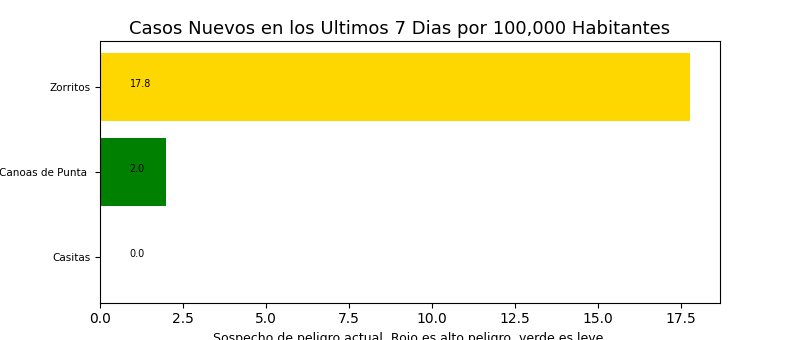 Casos Nuevos en los Ultimos 7 Dias por 100,000 Habitantes
Zorritos
17.8
Canoas de Punta
2.0
Casitas
0.0
0.0 2.5 5.0 7.5 10.0 12.5 15.0 17.5
Sospecho de peligro actual. Rojo es alto peligro, verde es leve